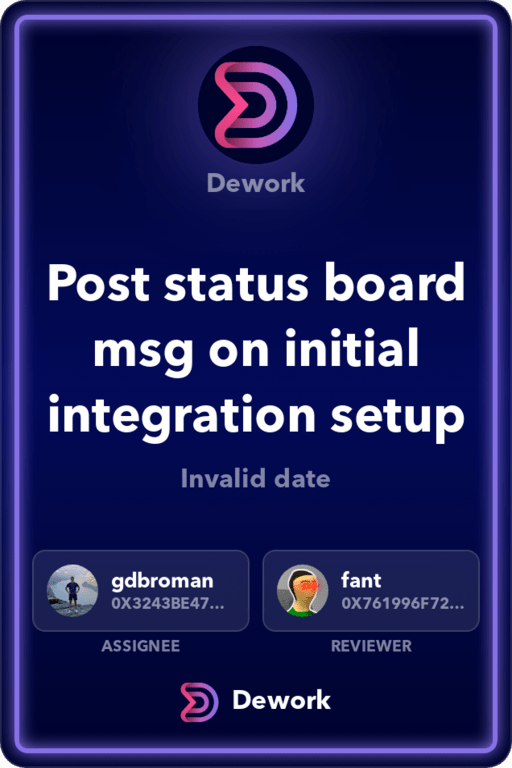 Dework
Post status board
msg on initial
integration setup
Invalid date
gdbroman
0X3243BE47...
fant
0X761996F72...
ASSIGNEE
REVIEWER
Dework